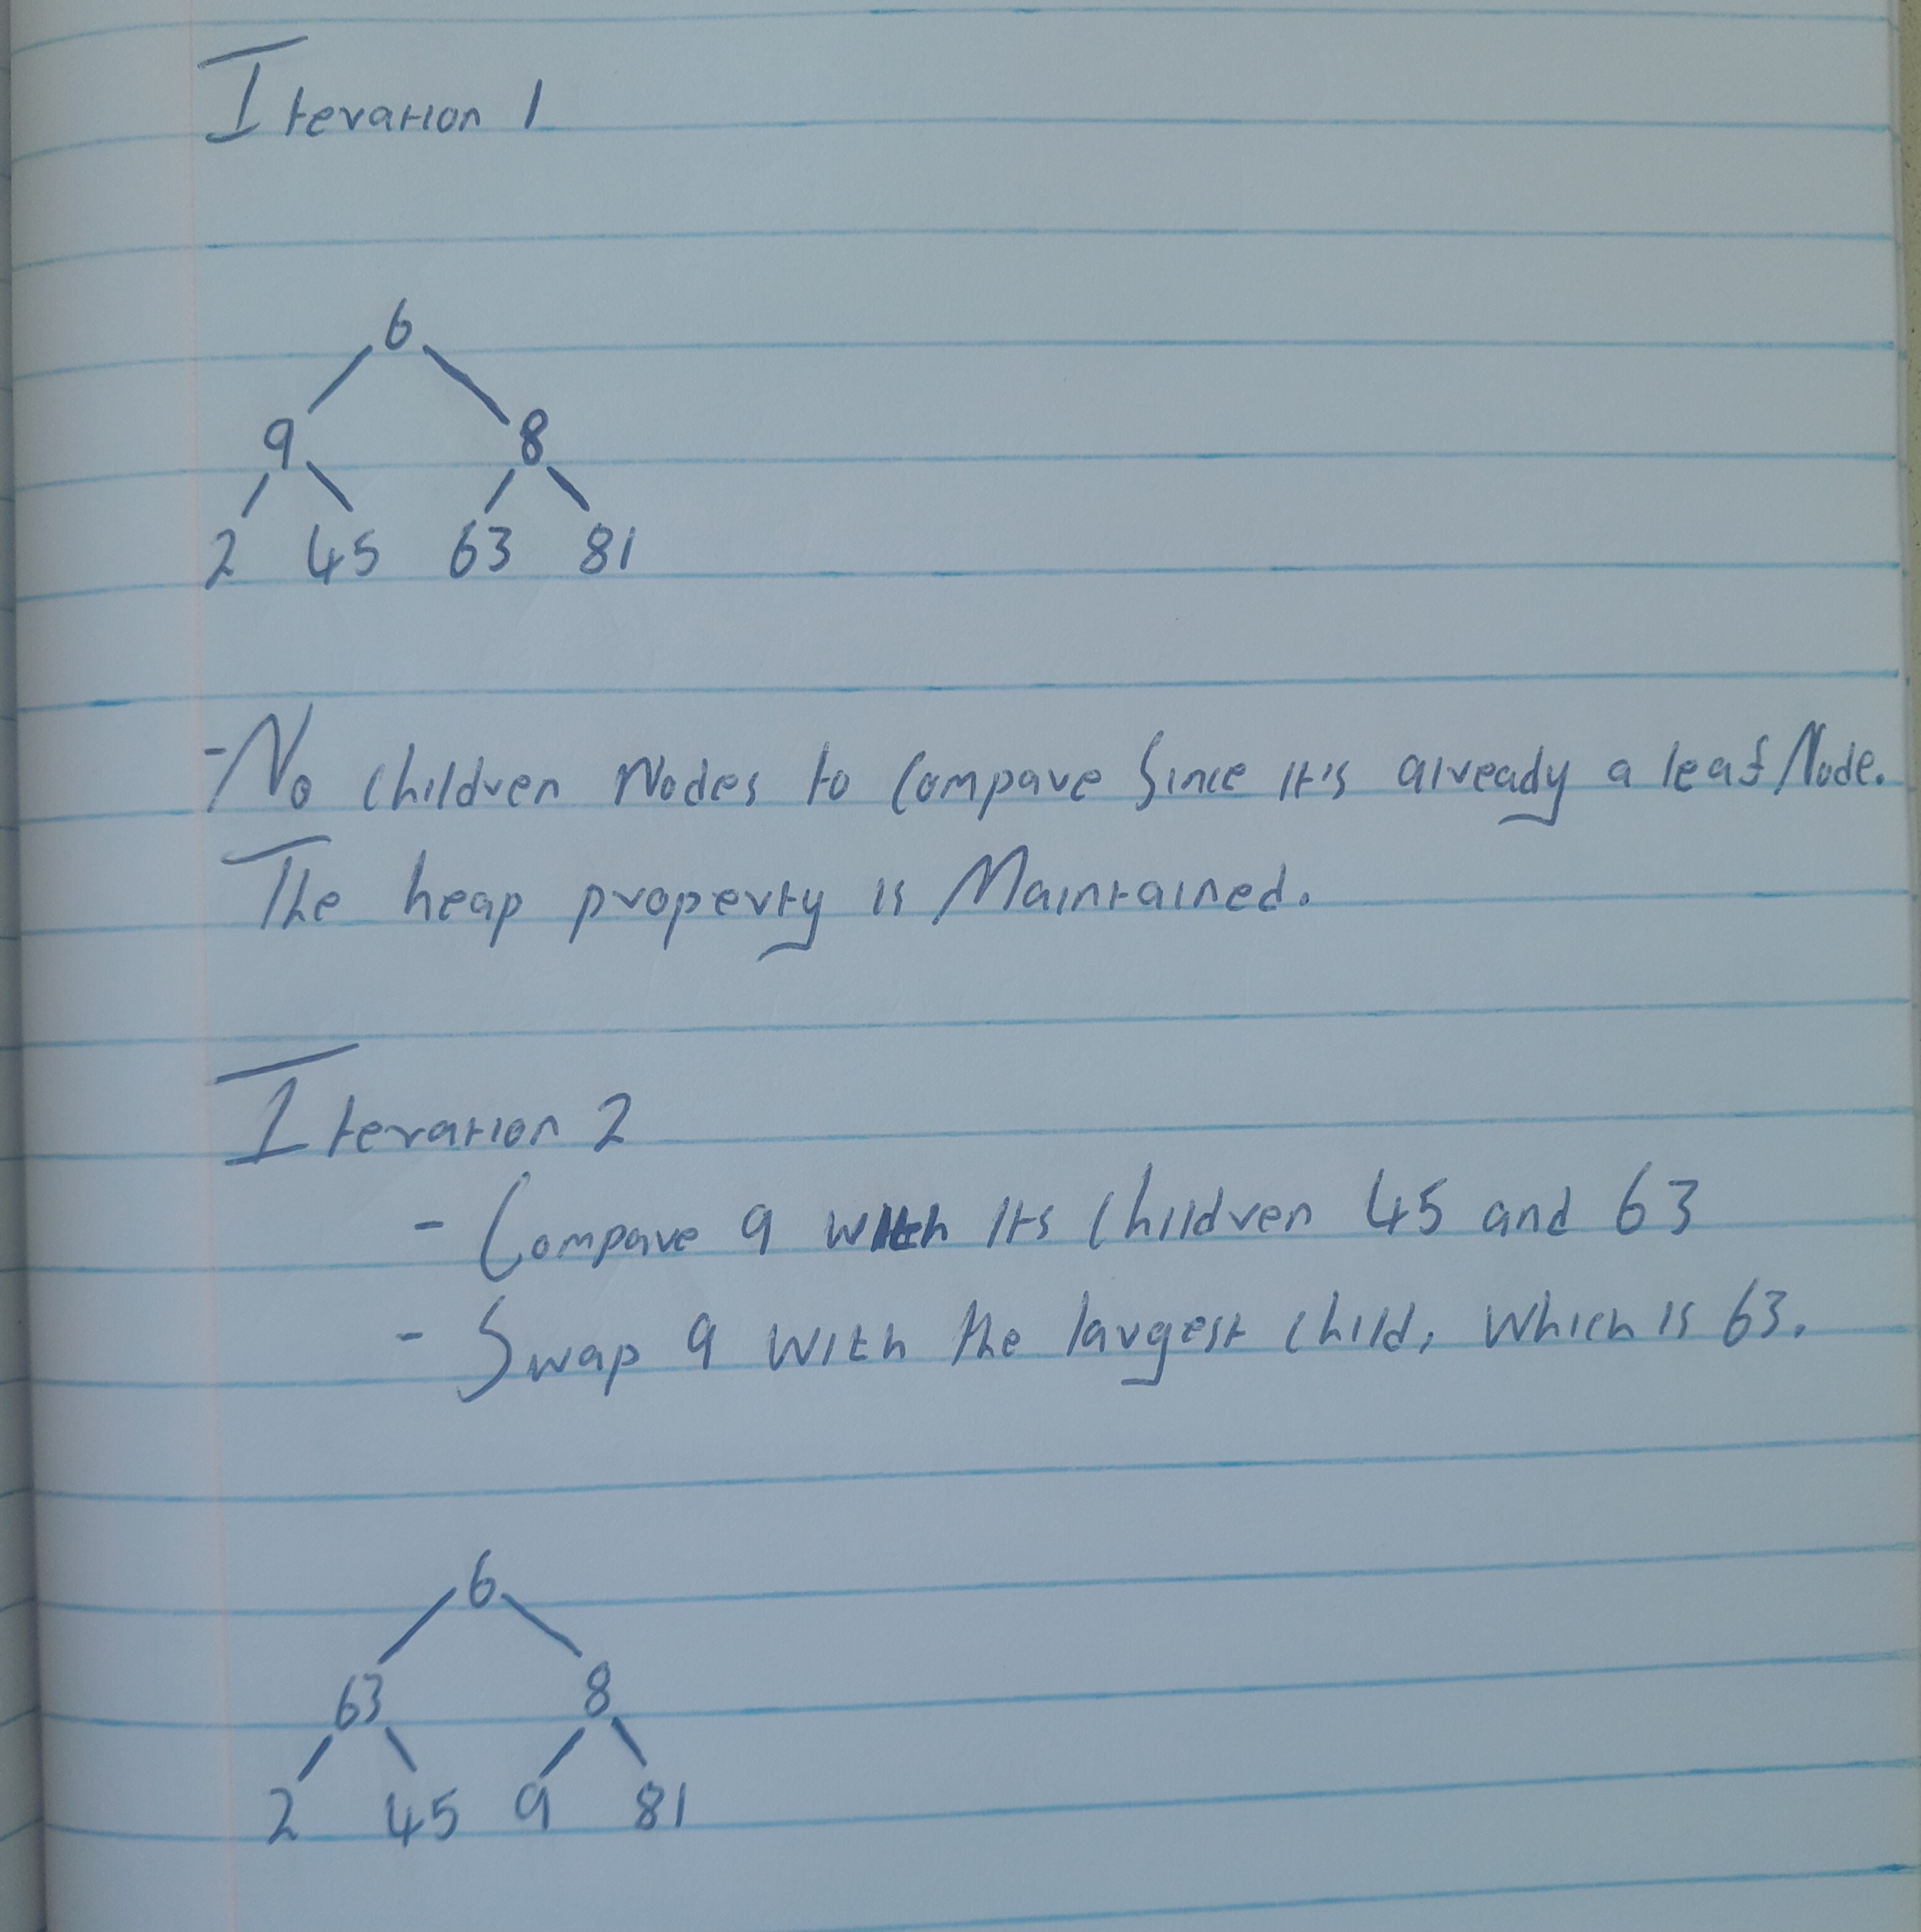 Iteration 1
6
9 8
2 45 63 81
-No children Nodes to Compare Since it's already a leaf Node.
The heap property is Maintained.
Iteration 2
- Compare 9 with its children 45 and 63
- Swap 9 with the largest child, which is 63.
6
63 8
2 45 9 81